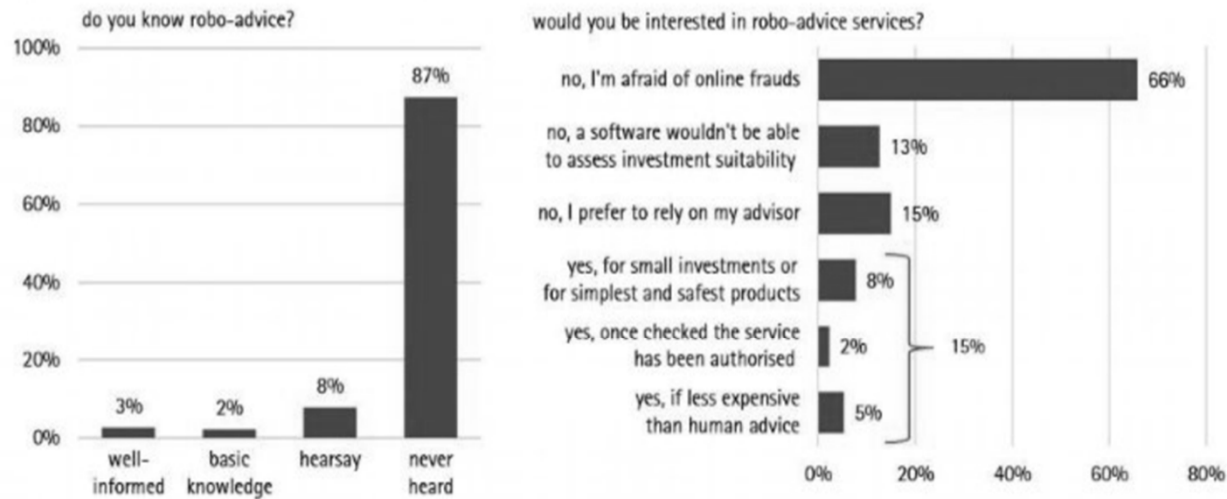 do you know robo-advice?
100%
80%
60%
40%
20%
0%
3%
2%
8%
87%
well-
informed
basic
knowledge
hearsay
never
heard
would you be interested in robo-advice services?
no, I'm afraid of online frauds
66%
no, a software wouldn't be able
to assess investment suitability
13%
no, I prefer to rely on my advisor
15%
yes, for small investments or
for simplest and safest products
8%
yes, once checked the service
has been authorised
2%
15%
yes, if less expensive
than human advice
5%
0%
20%
40%
60%
80%